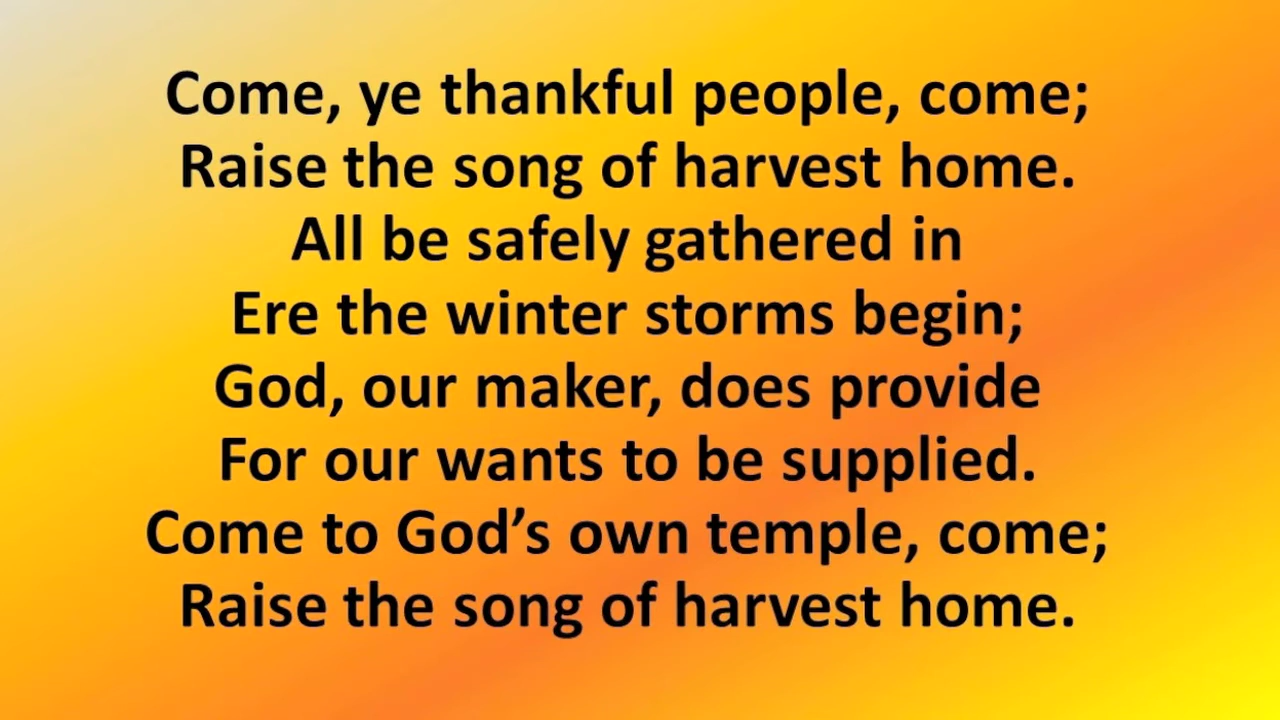 Come, ye thankful people, come;
Raise the song of harvest home.
All be safely gathered in
Ere the winter storms begin;
God, our maker, does provide
For our wants to be supplied.
Come to God’s own temple, come;
Raise the song of harvest home.